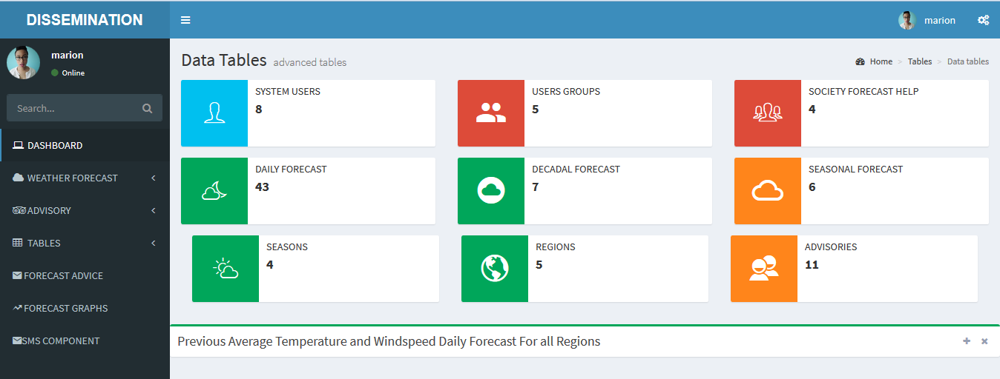 DISSEMINATION
marion
marion
Online
Search...
DASHBOARD
WEATHER FORECAST
ADVISORY
TABLES
FORECAST ADVICE
FORECAST GRAPHS
SMS COMPONENT
Data Tables advanced tables
Home > Tables > Data tables
SYSTEM USERS
8
USERS GROUPS
5
SOCIETY FORECAST HELP
4
DAILY FORECAST
43
DECADAL FORECAST
7
SEASONAL FORECAST
6
SEASONS
4
REGIONS
5
ADVISORIES
11
Previous Average Temperature and Windspeed Daily Forecast For all Regions